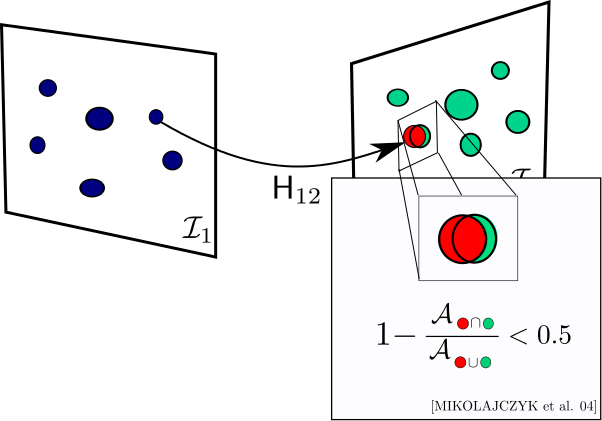 ℐ₁
H₁₂
1− 𝒜●∩● / 𝒜●∪● < 0.5
[MIKOLAJCZYK et al. 04]